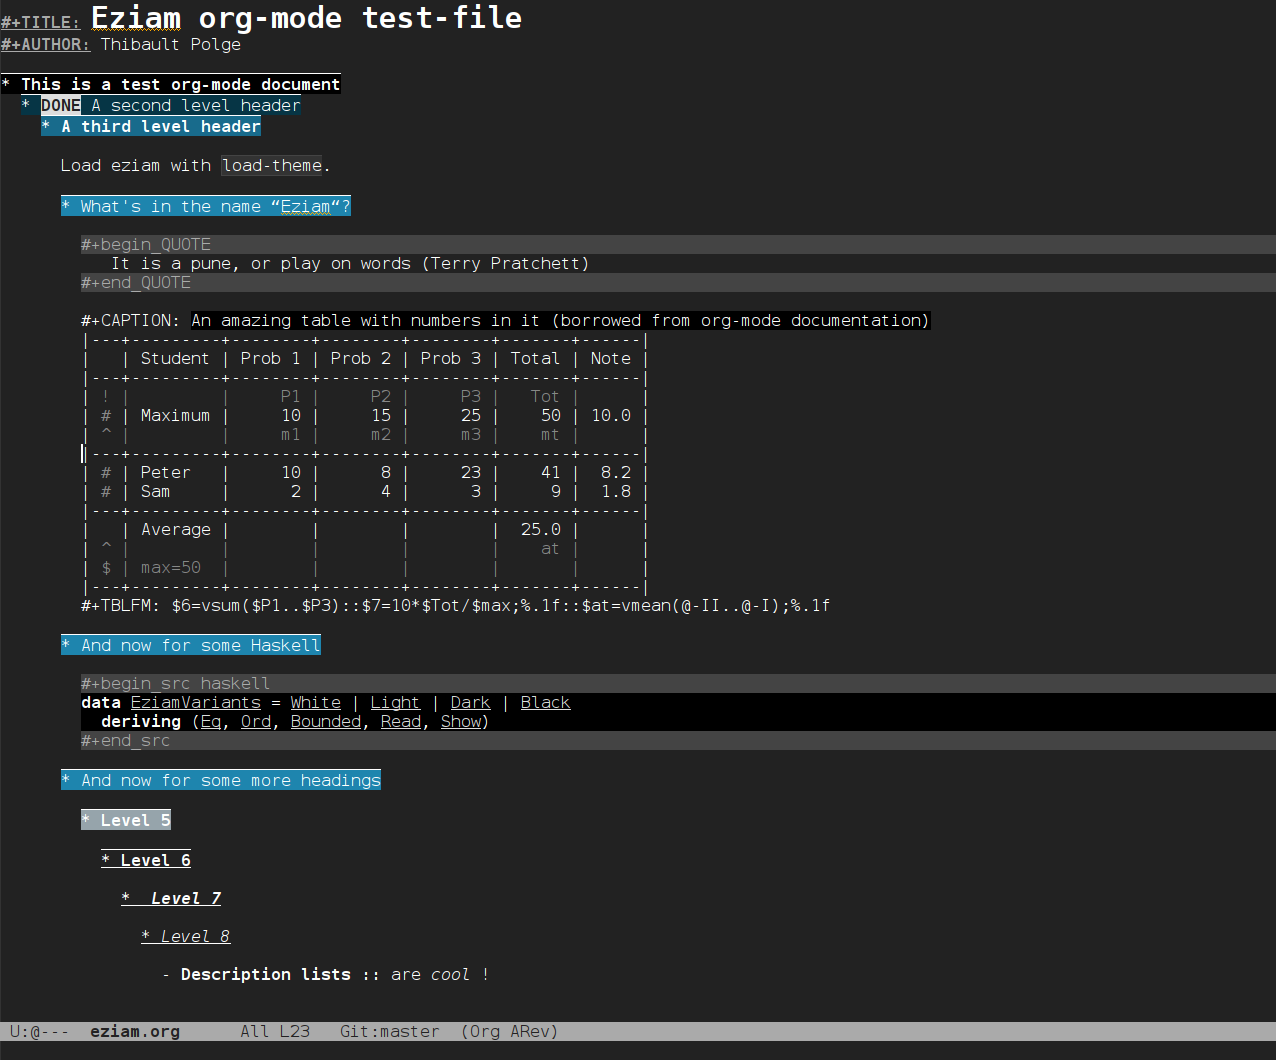 #+TITLE: Eziam org-mode test-file
#+AUTHOR: Thibault Polge
* This is a test org-mode document
  * DONE A second level header
    * A third level header
      Load eziam with load-theme.
      * What's in the name “Eziam“?
        #+begin_QUOTE
           It is a pune, or play on words (Terry Pratchett)
        #+end_QUOTE
        #+CAPTION: An amazing table with numbers in it (borrowed from org-mode documentation)
        |---+---------+--------+--------+--------+-------+------|
        |   | Student | Prob 1 | Prob 2 | Prob 3 | Total | Note |
        |---+---------+--------+--------+--------+-------+------|
        | ! |         |     P1 |     P2 |     P3 |   Tot |      |
        | # | Maximum |     10 |     15 |     25 |    50 | 10.0 |
        | ^ |         |     m1 |     m2 |     m3 |    mt |      |
        |---+---------+--------+--------+--------+-------+------|
        | # | Peter   |     10 |      8 |     23 |    41 |  8.2 |
        | # | Sam     |      2 |      4 |      3 |     9 |  1.8 |
        |---+---------+--------+--------+--------+-------+------|
        |   | Average |        |        |        |  25.0 |      |
        | ^ |         |        |        |        |    at |      |
        | $ | max=50  |        |        |        |       |      |
        |---+---------+--------+--------+--------+-------+------|
        #+TBLFM: $6=vsum($P1..$P3)::$7=10*$Tot/$max;%.1f::$at=vmean(@-II..@-I);%.1f
      * And now for some Haskell
        #+begin_src haskell
        data EziamVariants = White | Light | Dark | Black
          deriving (Eq, Ord, Bounded, Read, Show)
        #+end_src
      * And now for some more headings
        * Level 5
          * Level 6
            *  Level 7
              * Level 8
                - Description lists :: are cool !
U:@---  eziam.org      All L23   Git:master  (Org ARev)